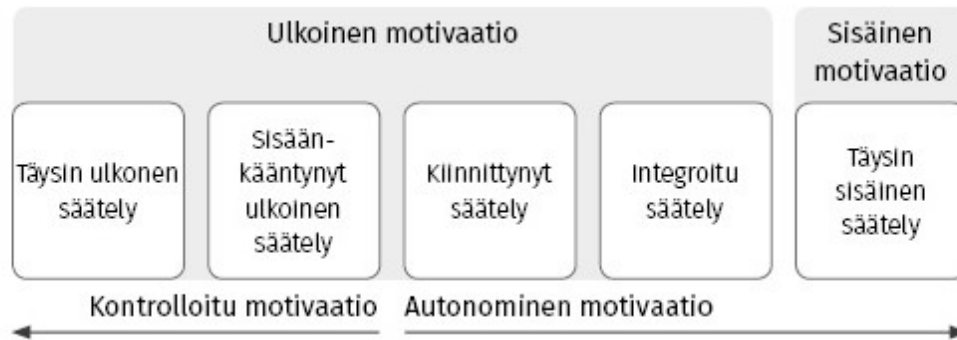 Ulkoinen motivaatio
Sisäinen
motivaatio
Täysin ulkonen
säätely
Sisään-
kääntynyt
ulkoinen
säätely
Kiinnittynyt
säätely
Integroitu
säätely
Täysin
sisäinen
säätely
Kontrolloitu motivaatio
Autonominen motivaatio